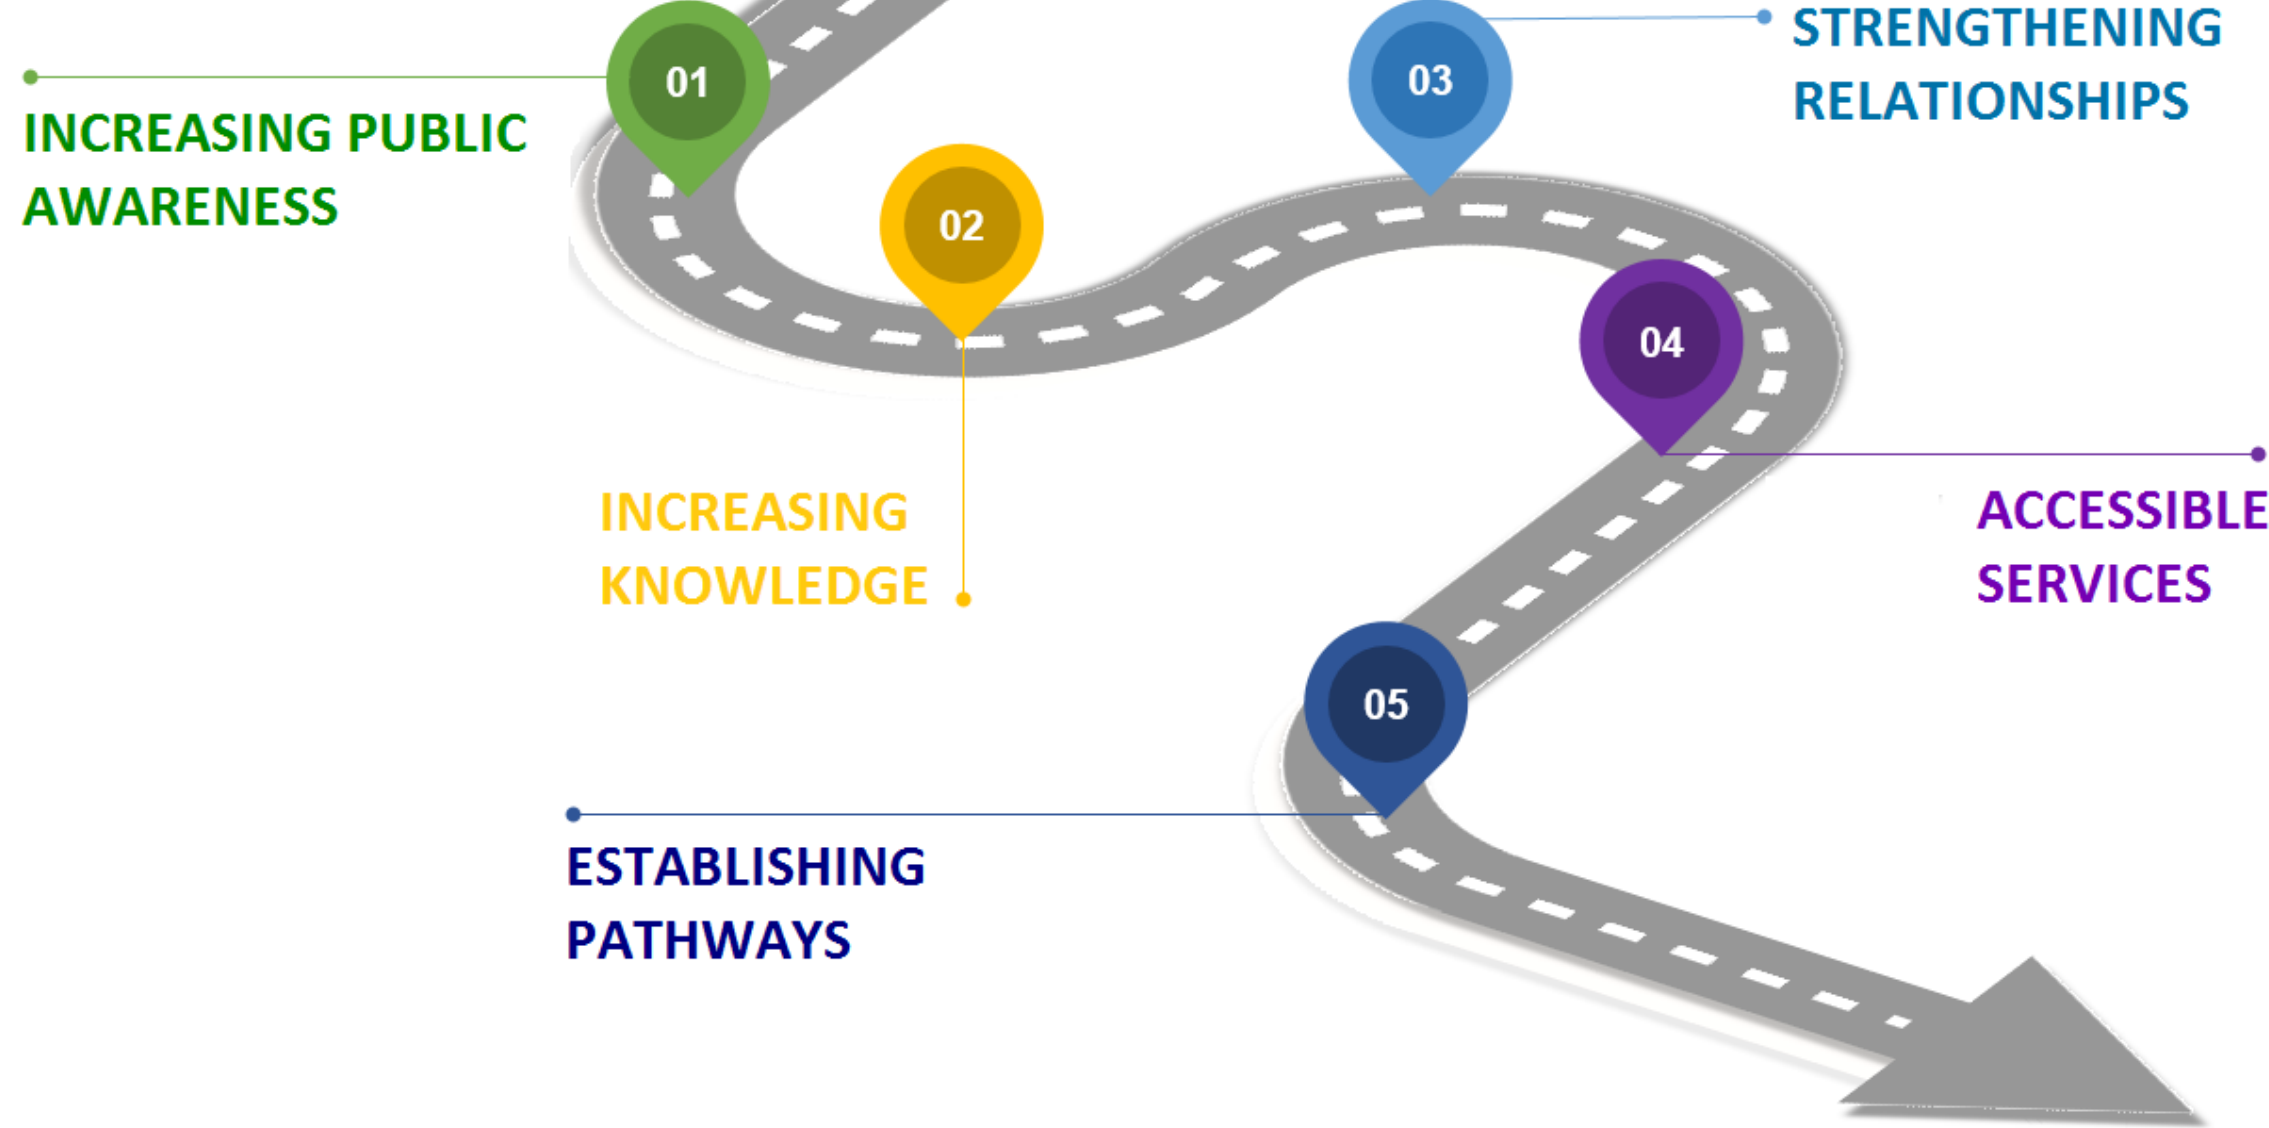 01
INCREASING PUBLIC
AWARENESS
02
INCREASING
KNOWLEDGE
03
STRENGTHENING
RELATIONSHIPS
04
ACCESSIBLE
SERVICES
05
ESTABLISHING
PATHWAYS